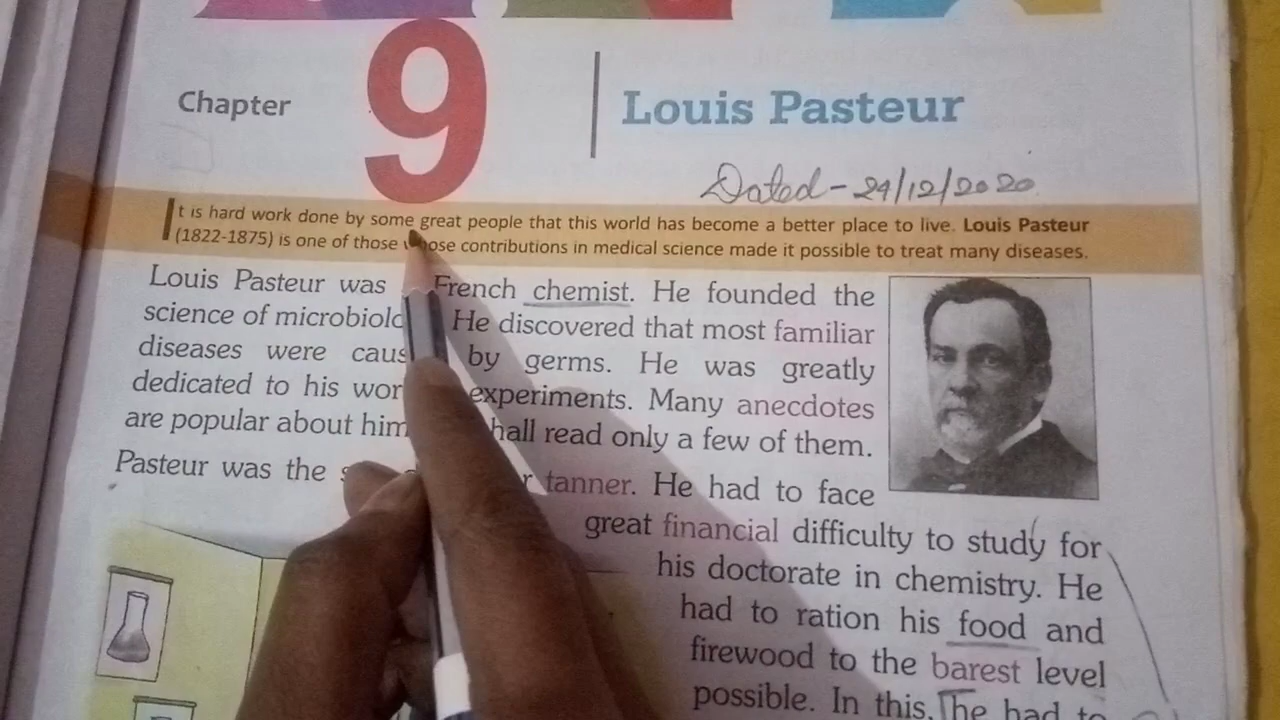 Chapter 9 Louis Pasteur
Dated-24/12/2020
It is hard work done by some great people that this world has become a better place to live. Louis Pasteur
(1822-1875) is one of those contributions in medical science made it possible to treat many diseases.
Louis Pasteur was French chemist. He founded the
science of He discovered that most familiar
diseases were by germs. He was greatly
dedicated to his experiments. Many anecdotes
are popular about him read only a few of them.
Pasteur was the tanner. He had to face
great financial difficulty to study for
his doctorate in chemistry. He
had to ration his food and
firewood to the barest level
possible. In this, he had to